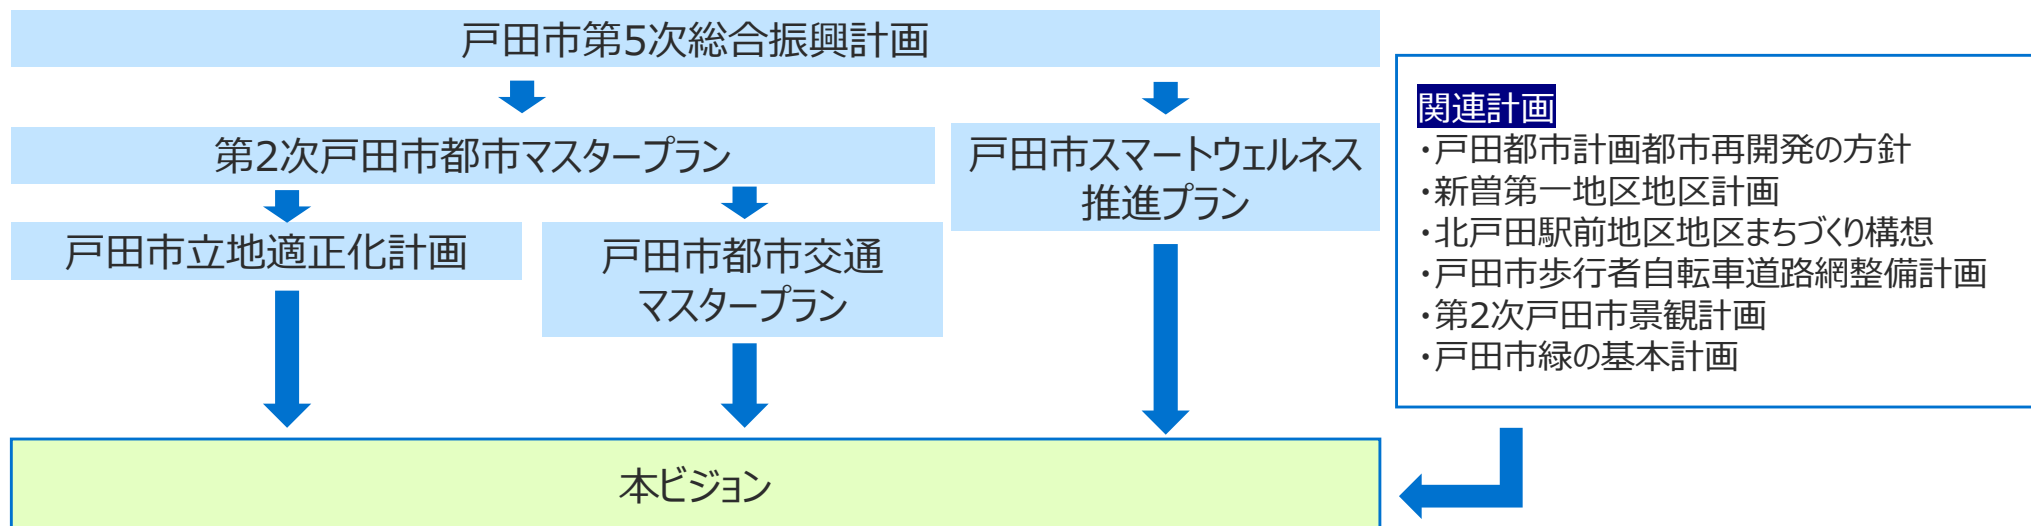 戸田市第5次総合振興計画
第2次戸田市都市マスタープラン
戸田市スマートウェルネス
推進プラン
戸田市立地適正化計画
戸田市都市交通
マスタープラン
本ビジョン
関連計画
・戸田都市計画都市再開発の方針
・新曽第一地区地区計画
・北戸田駅前地区地区まちづくり構想
・戸田市歩行者自転車道路網整備計画
・第2次戸田市景観計画
・戸田市緑の基本計画